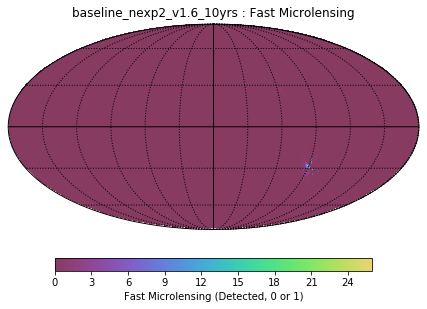 baseline_nexp2_v1.6_10yrs : Fast Microlensing
0 3 6 9 12 15 18 21 24
Fast Microlensing (Detected, 0 or 1)